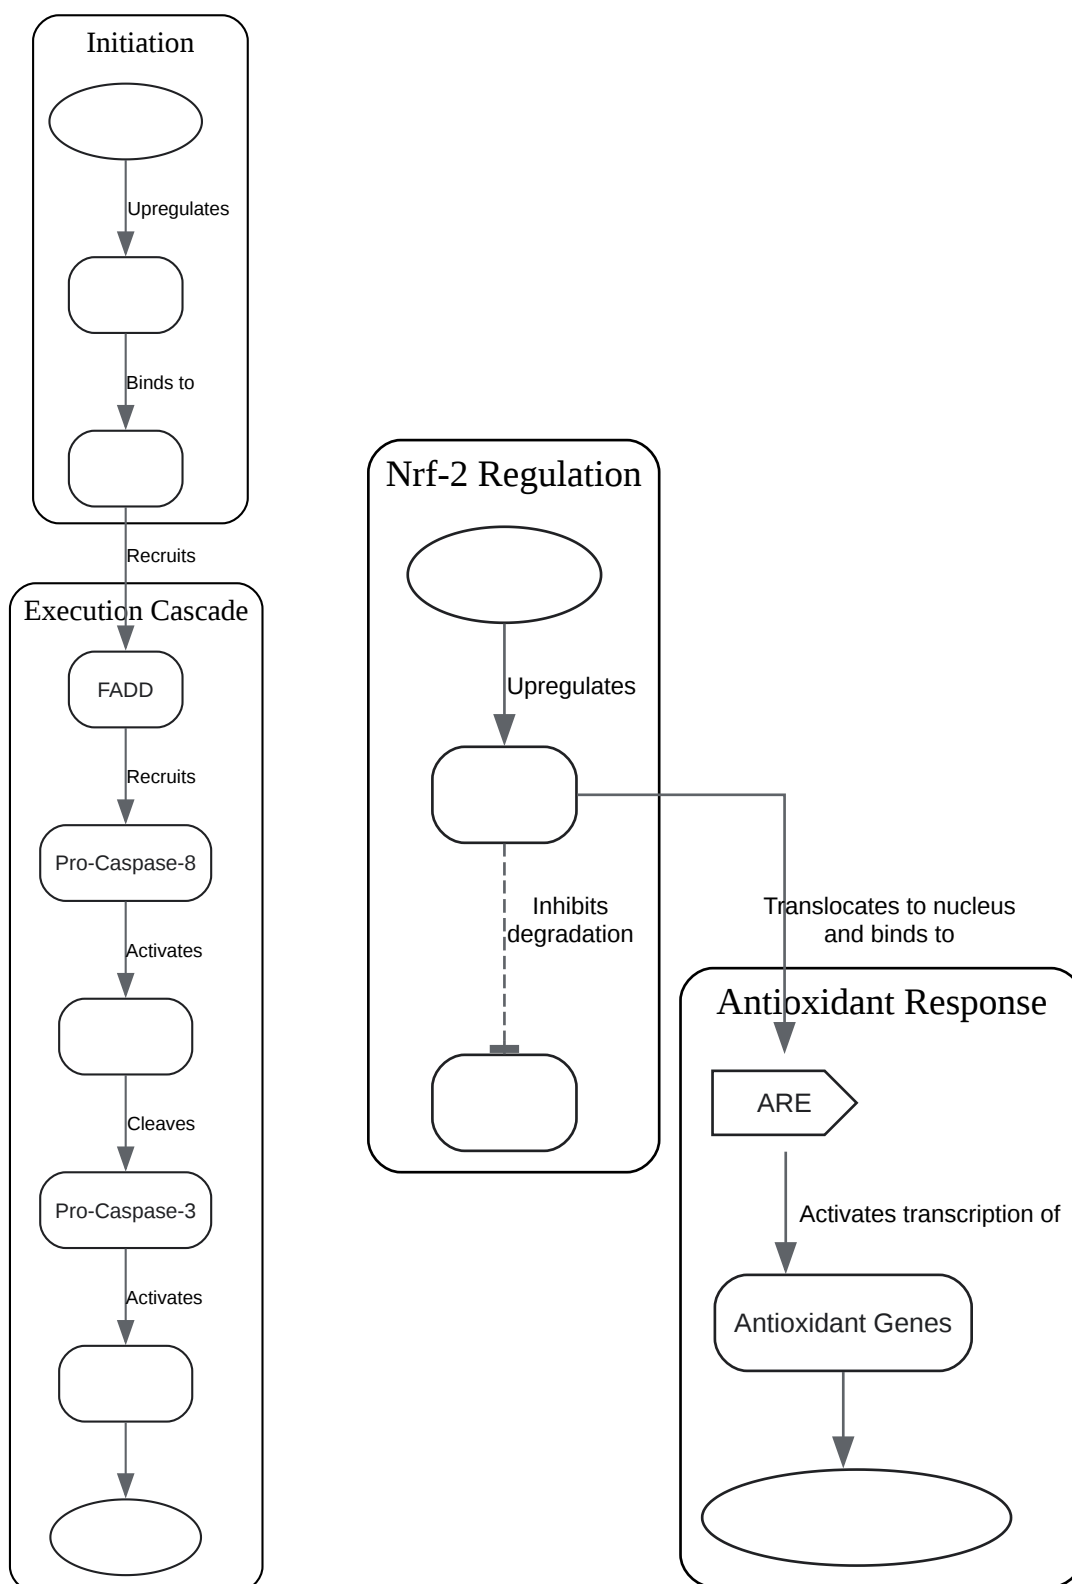 Initiation
Upregulates
Binds to
Recruits
Execution Cascade
FADD
Recruits
Pro-Caspase-8
Activates
Cleaves
Pro-Caspase-3
Activates
Nrf-2 Regulation
Upregulates
Inhibits
degradation
Translocates to nucleus
and binds to
Antioxidant Response
ARE
Activates transcription of
Antioxidant Genes